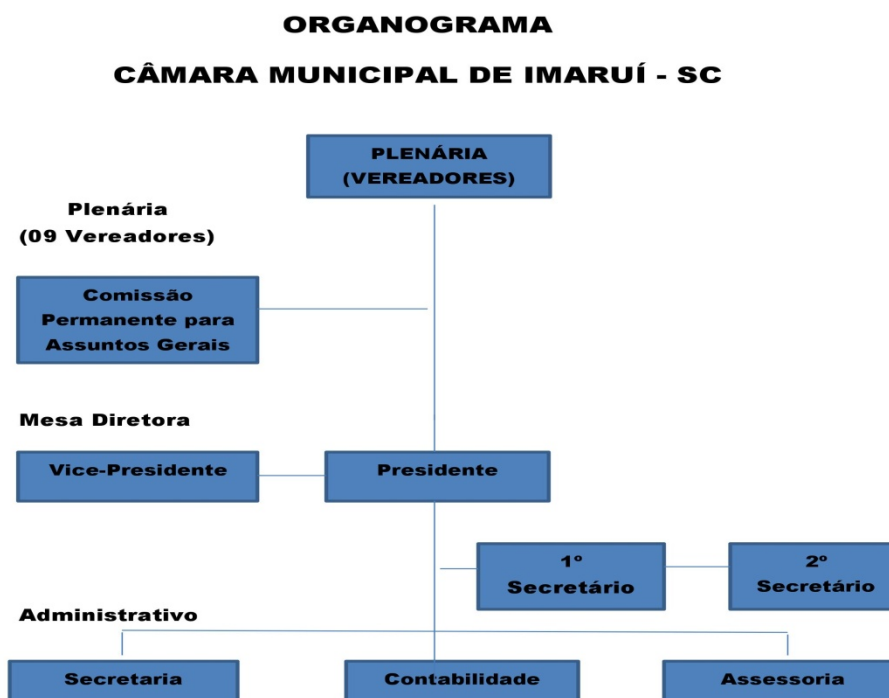 ORGANOGRAMA
CÂMARA MUNICIPAL DE IMARUÍ - SC
PLENÁRIA
(VEREADORES)
Plenária
(09 Vereadores)
Comissão
Permanente para
Assuntos Gerais
Mesa Diretora
Vice-Presidente
Presidente
1º
Secretário
2º
Secretário
Administrativo
Secretaria
Contabilidade
Assessoria